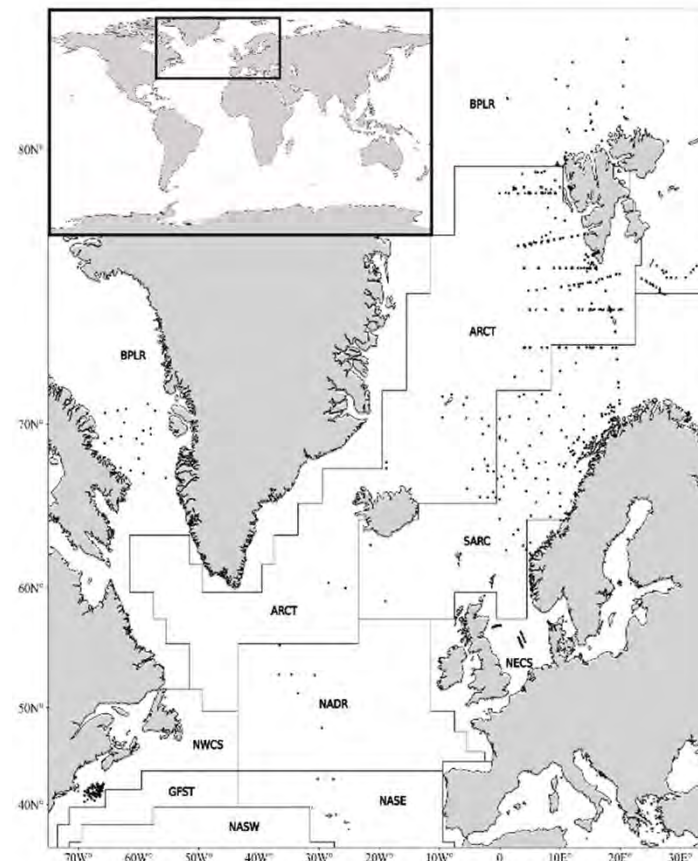 BPLR
80N°
ARCT
BPLR
70N°
SARC
60N°
ARCT
NECS
NADR
50N°
NWCS
GFST
NASE
40N°
NASW
70W° 60W° 50W° 40W° 30W° 20W° 10W° 0 10E° 20E° 30E°